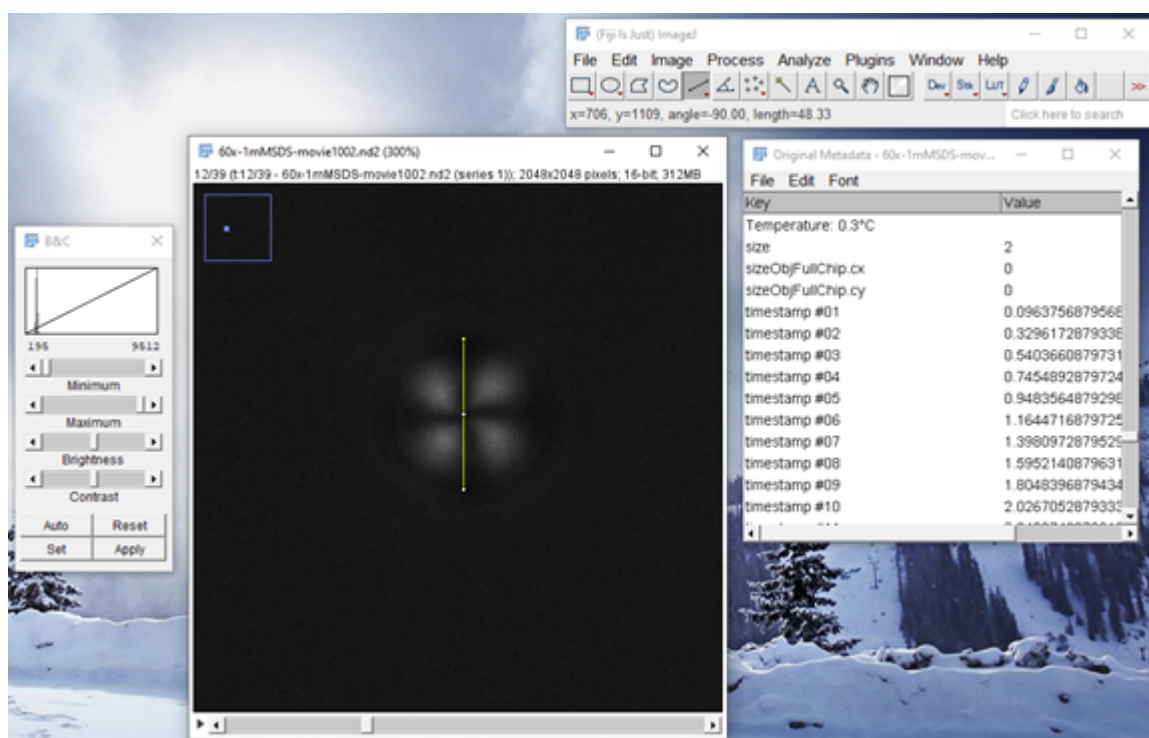 (Fiji Is Just) ImageJ
File Edit Image Process Analyze Plugins Window Help
Dev Stk LUT >>
x=706, y=1109, angle=-90.00, length=48.33
Click here to search
60x-1mMSDS-movie1002.nd2 (300%)
12/39 (t:12/39 - 60x-1mMSDS-movie1002.nd2 (series 1)); 2048x2048 pixels; 16-bit; 312MB
B&C
195 9512
Minimum
Maximum
Brightness
Contrast
Auto Reset
Set Apply
Original Metadata - 60x-1mMSDS-mov...
File Edit Font
Key Value
Temperature: 0.3°C
size 2
sizeObjFullChip.cx 0
sizeObjFullChip.cy 0
timestamp #01 0.0963756879568
timestamp #02 0.3296172879338
timestamp #03 0.5403660879731
timestamp #04 0.7454892879724
timestamp #05 0.9483564879298
timestamp #06 1.1644716879725
timestamp #07 1.3980972879529
timestamp #08 1.5952140879631
timestamp #09 1.8048396879434
timestamp #10 2.0267052879333